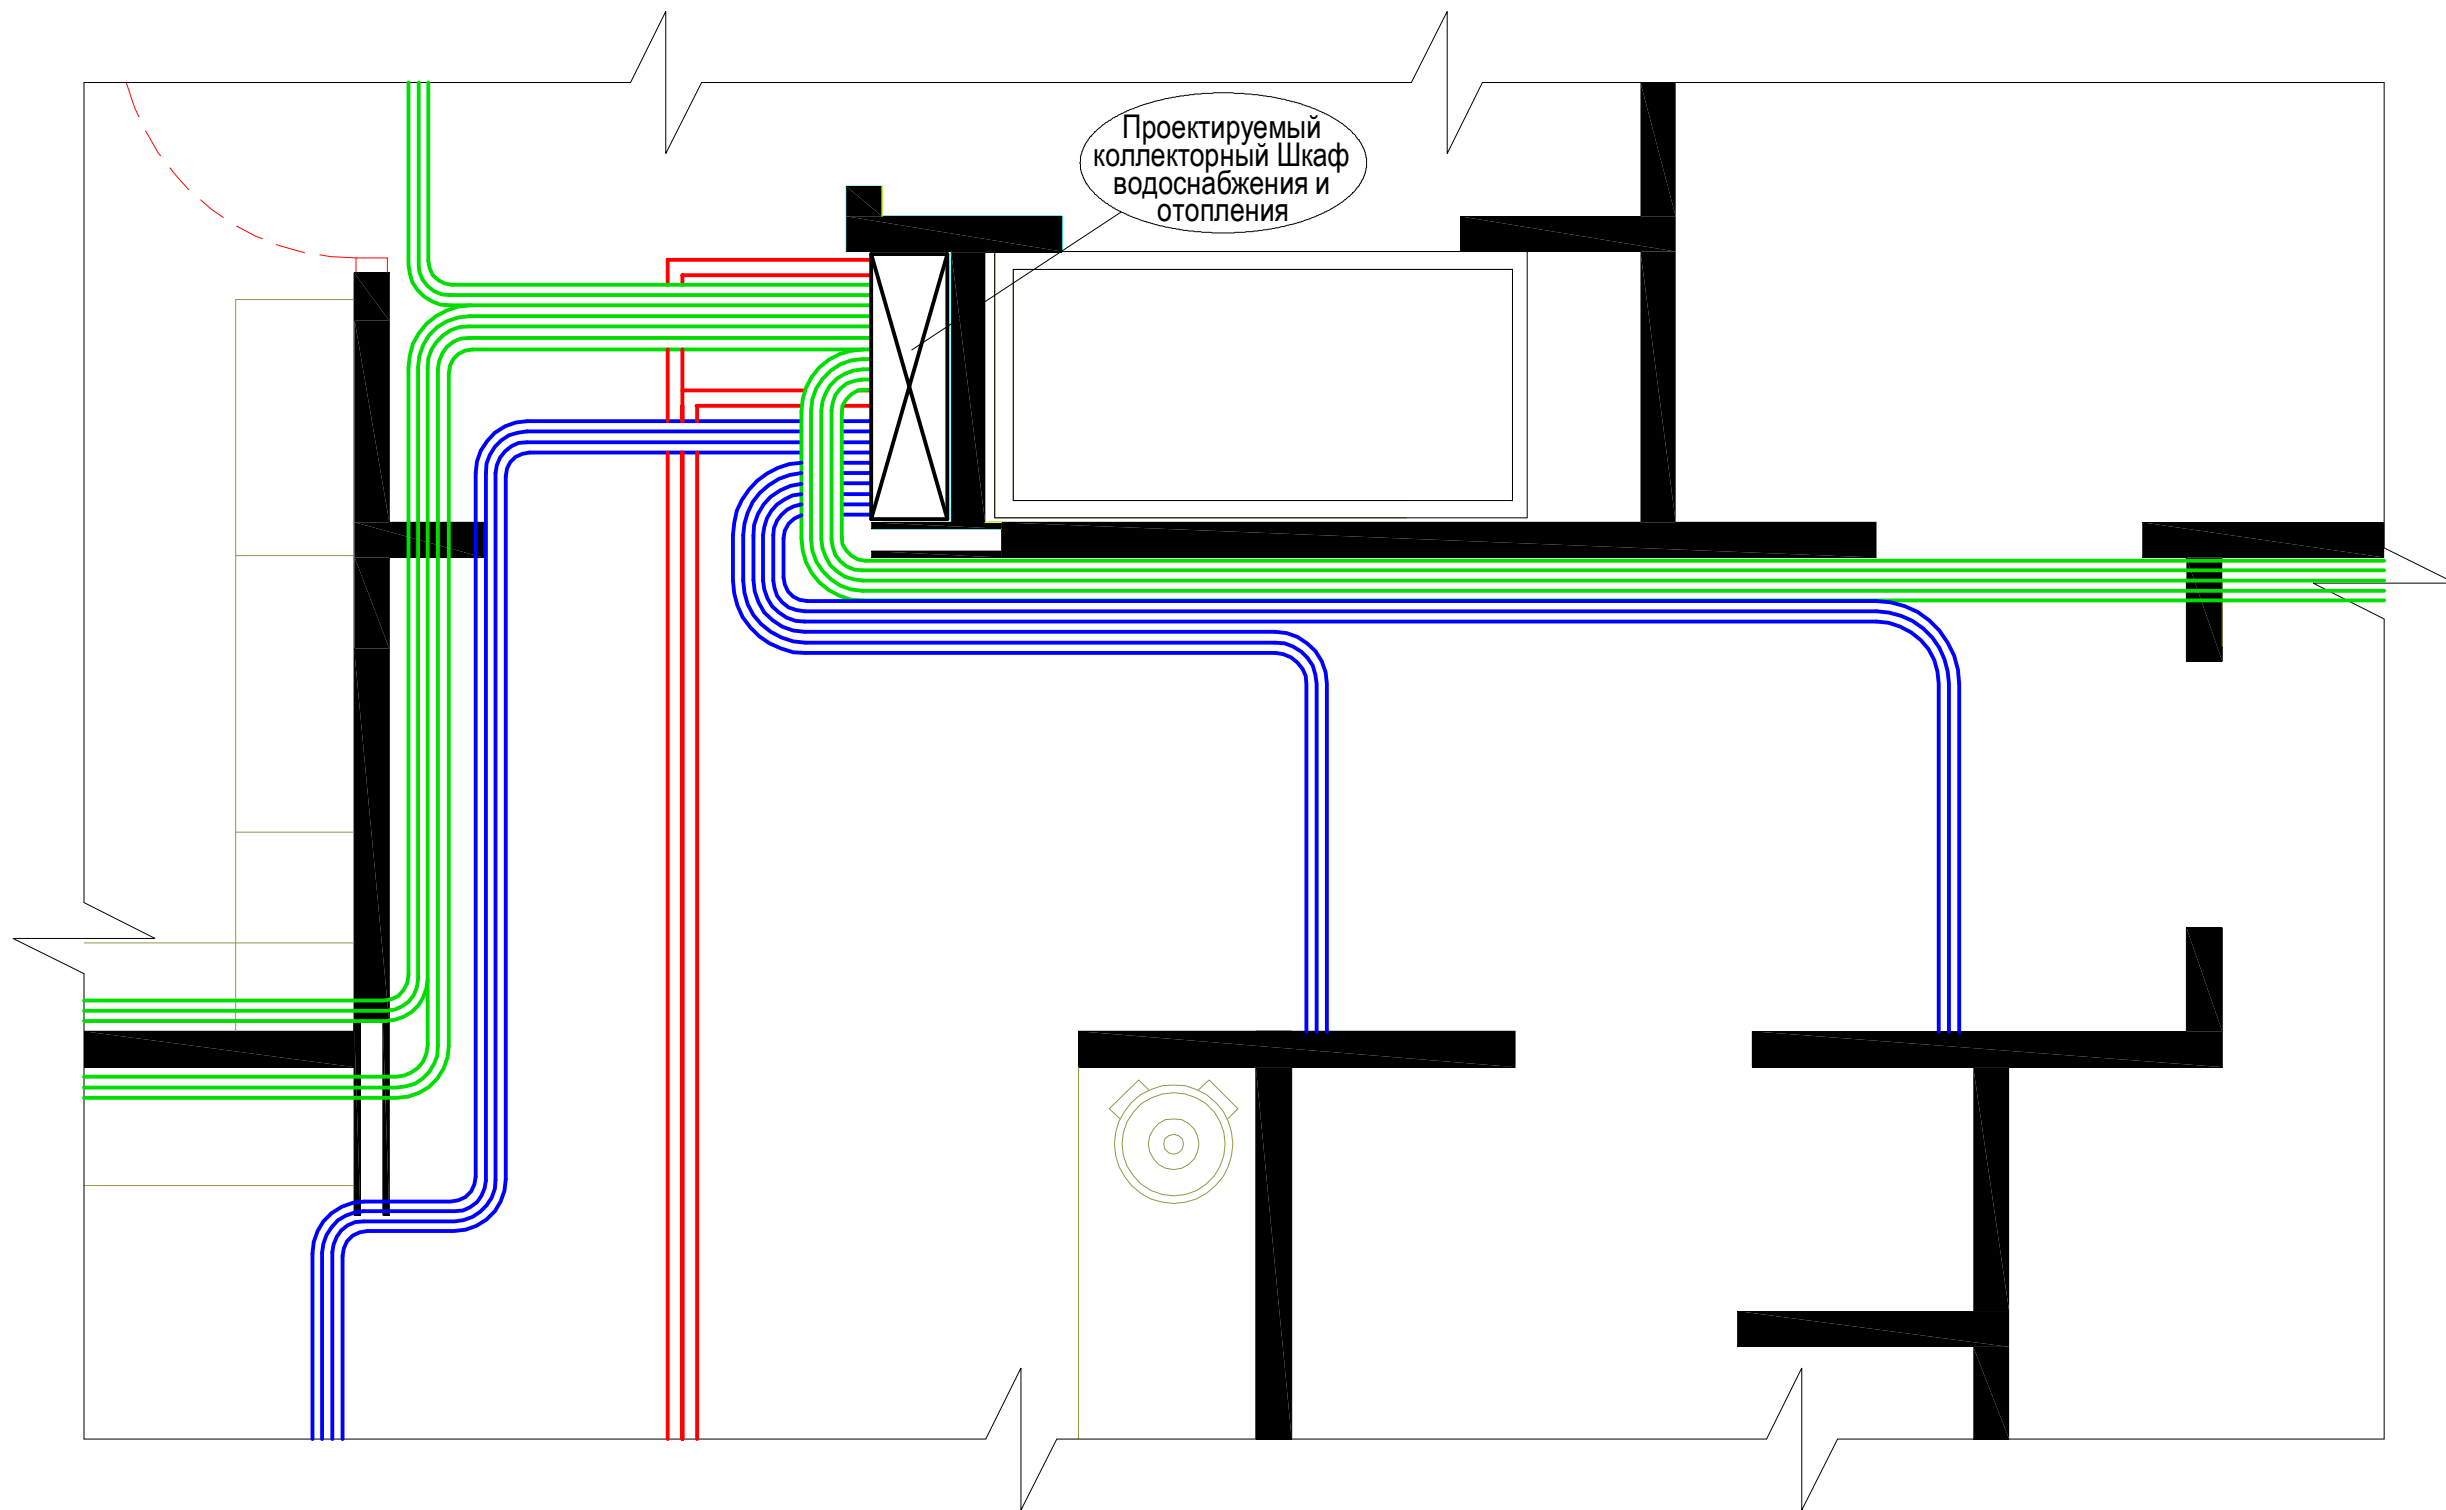 Проектируемый
коллекторный Шкаф
водоснабжения и
отопления